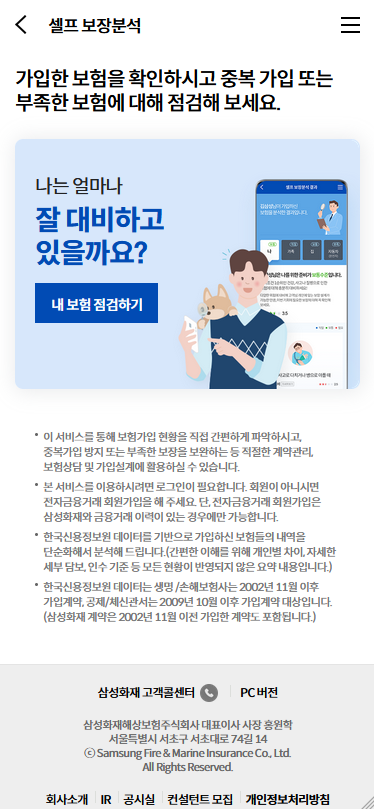 셀프 보장분석
가입한 보험을 확인하시고 중복 가입 또는
부족한 보험에 대해 점검해 보세요.
나는 얼마나
잘 대비하고
있을까요?
내 보험 점검하기
셀프 보장분석 결과
• 이 서비스를 통해 보험가입 현황을 직접 간편하게 파악하시고,
중복가입 방지 또는 부족한 보장을 보완하는 등 적절한 계약관리,
보험상담 및 가입설계에 활용하실 수 있습니다.
• 본 서비스를 이용하시려면 로그인이 필요합니다. 회원이 아니시면
전자금융거래 회원가입을 해 주세요. 단, 전자금융거래 회원가입은
삼성화재와 금융거래 이력이 있는 경우에만 가능합니다.
• 한국신용정보원 데이터를 기반으로 가입하신 보험들의 내역을
단순화해서 분석해 드립니다.(간편한 이해를 위해 개인별 차이, 자세한
세부 담보, 인수 기준 등 모든 현황이 반영되지 않은 요약 내용입니다.)
• 한국신용정보원 데이터는 생명/손해보험사는 2002년 11월 이후
가입계약, 공제/체신관서는 2009년 10월 이후 가입계약 대상입니다.
(삼성화재 계약은 2002년 11월 이전 가입한 계약도 포함됩니다.)
삼성화재 고객콜센터
PC 버전
삼성화재해상보험주식회사 대표이사 사장 홍원학
서울특별시 서초구 서초대로 74길 14
ⓒ Samsung Fire & Marine Insurance Co., Ltd.
All Rights Reserved.
회사소개 IR 공시실 컨설턴트 모집 개인정보처리방침